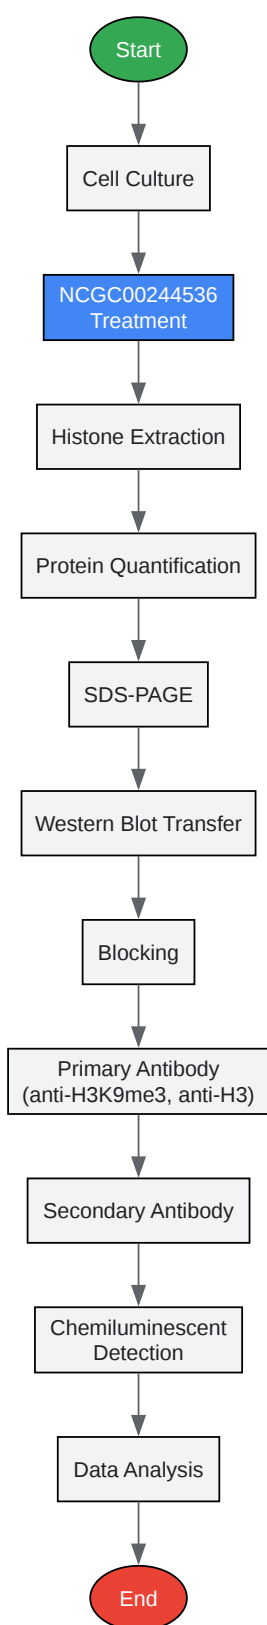 Start
Cell Culture
NCGC00244536
Treatment
Histone Extraction
Protein Quantification
SDS-PAGE
Western Blot Transfer
Blocking
Primary Antibody
(anti-H3K9me3, anti-H3)
Secondary Antibody
Chemiluminescent
Detection
Data Analysis
End